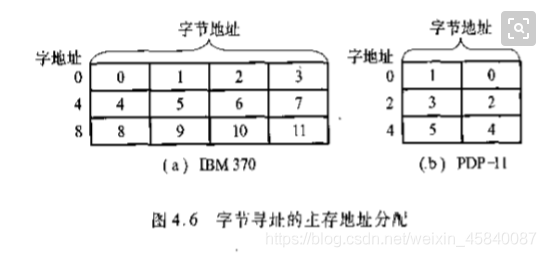 字节地址
字地址
0 0 1 2 3
4 4 5 6 7
8 8 9 10 11
(a) IBM 370
字节地址
字地址
0 1 0
2 3 2
4 5 4
(b) PDP-11
图 4.6 字节寻址的主存地址分配
https://blog.csdn.net/weixin_45840087